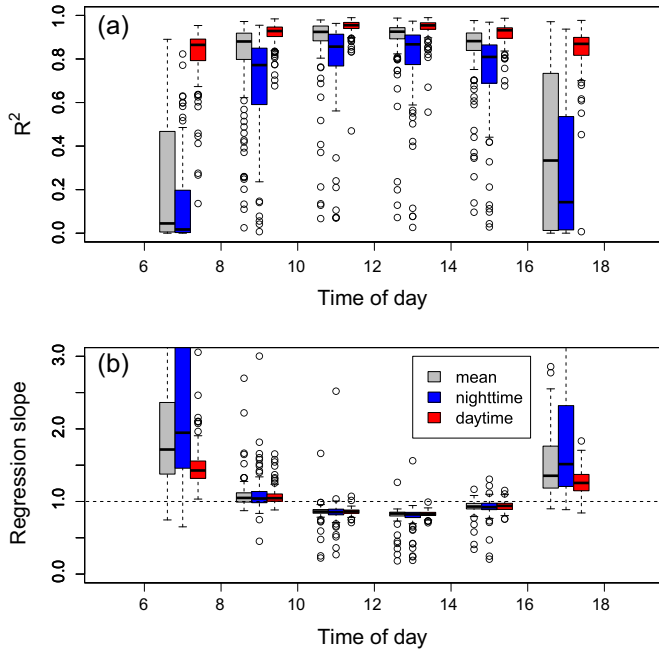 (a)
1.0
0.8
0.6
0.4
0.2
0.0
R2
6 8 10 12 14 16 18
Time of day
(b)
3.0
2.0
1.0
0.0
Regression slope
mean
nighttime
daytime
6 8 10 12 14 16 18
Time of day